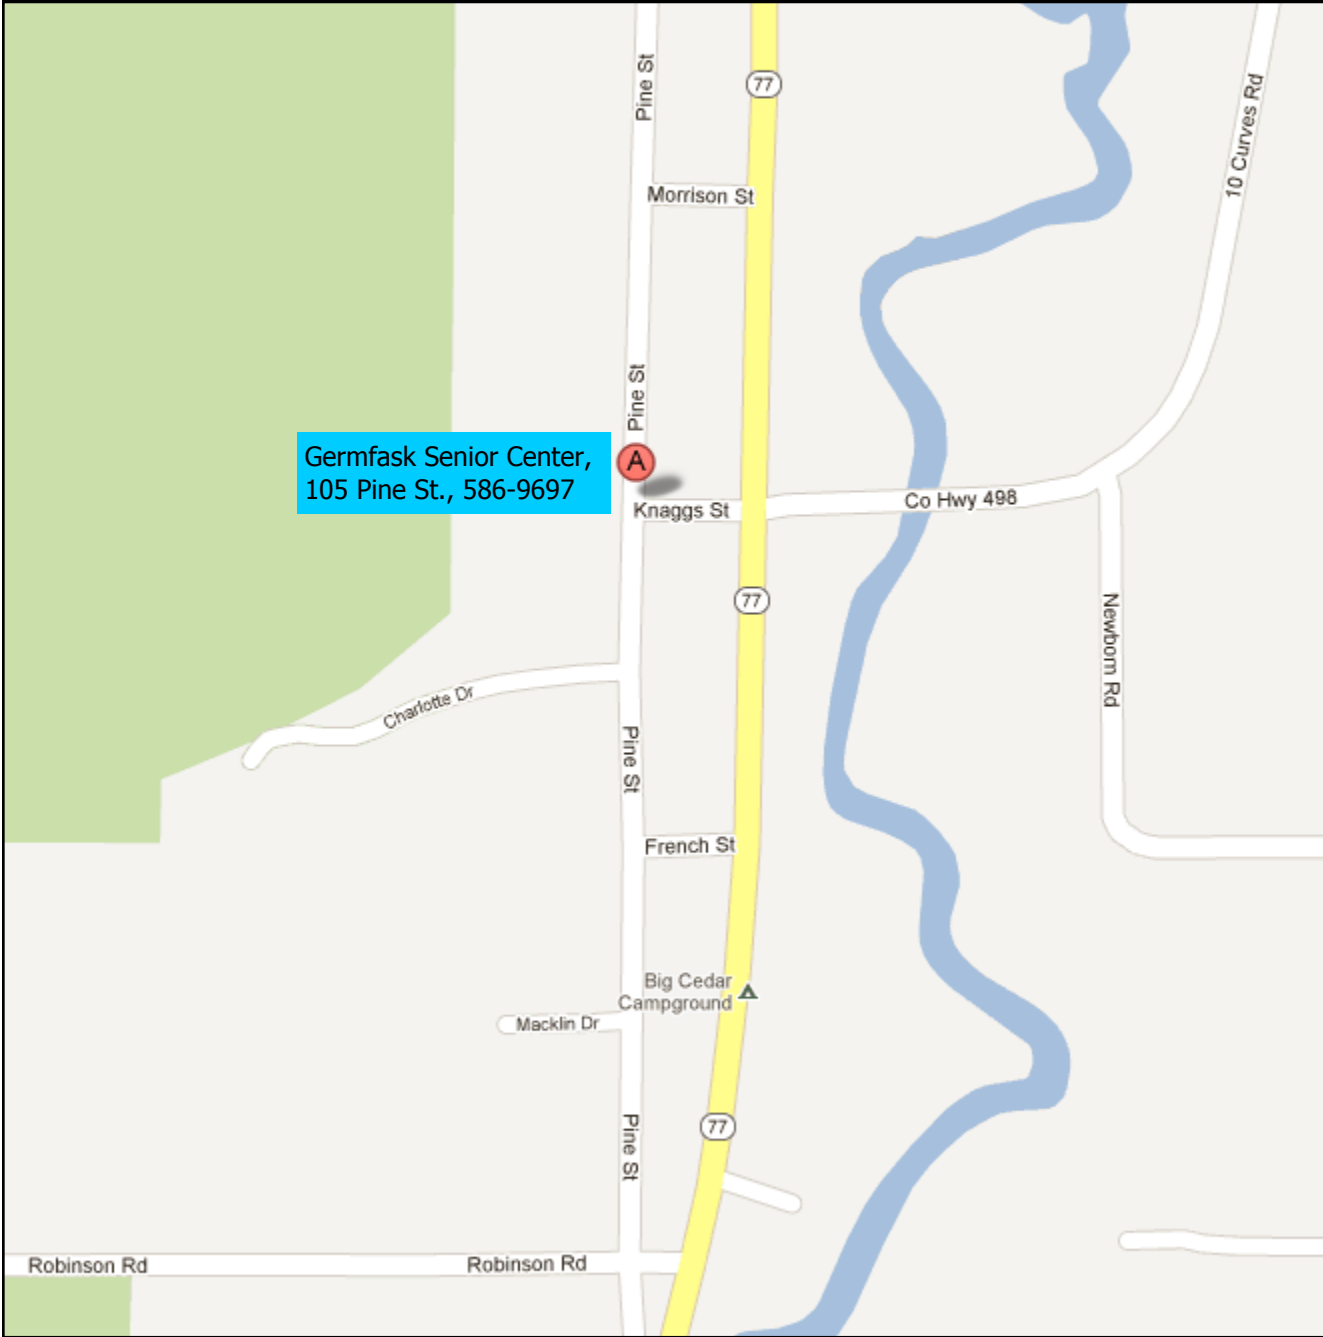 Pine St
77
10 Curves Rd
Morrison St
Pine St
Germfask Senior Center,
105 Pine St., 586-9697
A
Knaggs St
Co Hwy 498
77
Newborn Rd
Charlotte Dr
Pine St
French St
Big Cedar
Campground
Macklin Dr
77
Pine St
Robinson Rd
Robinson Rd